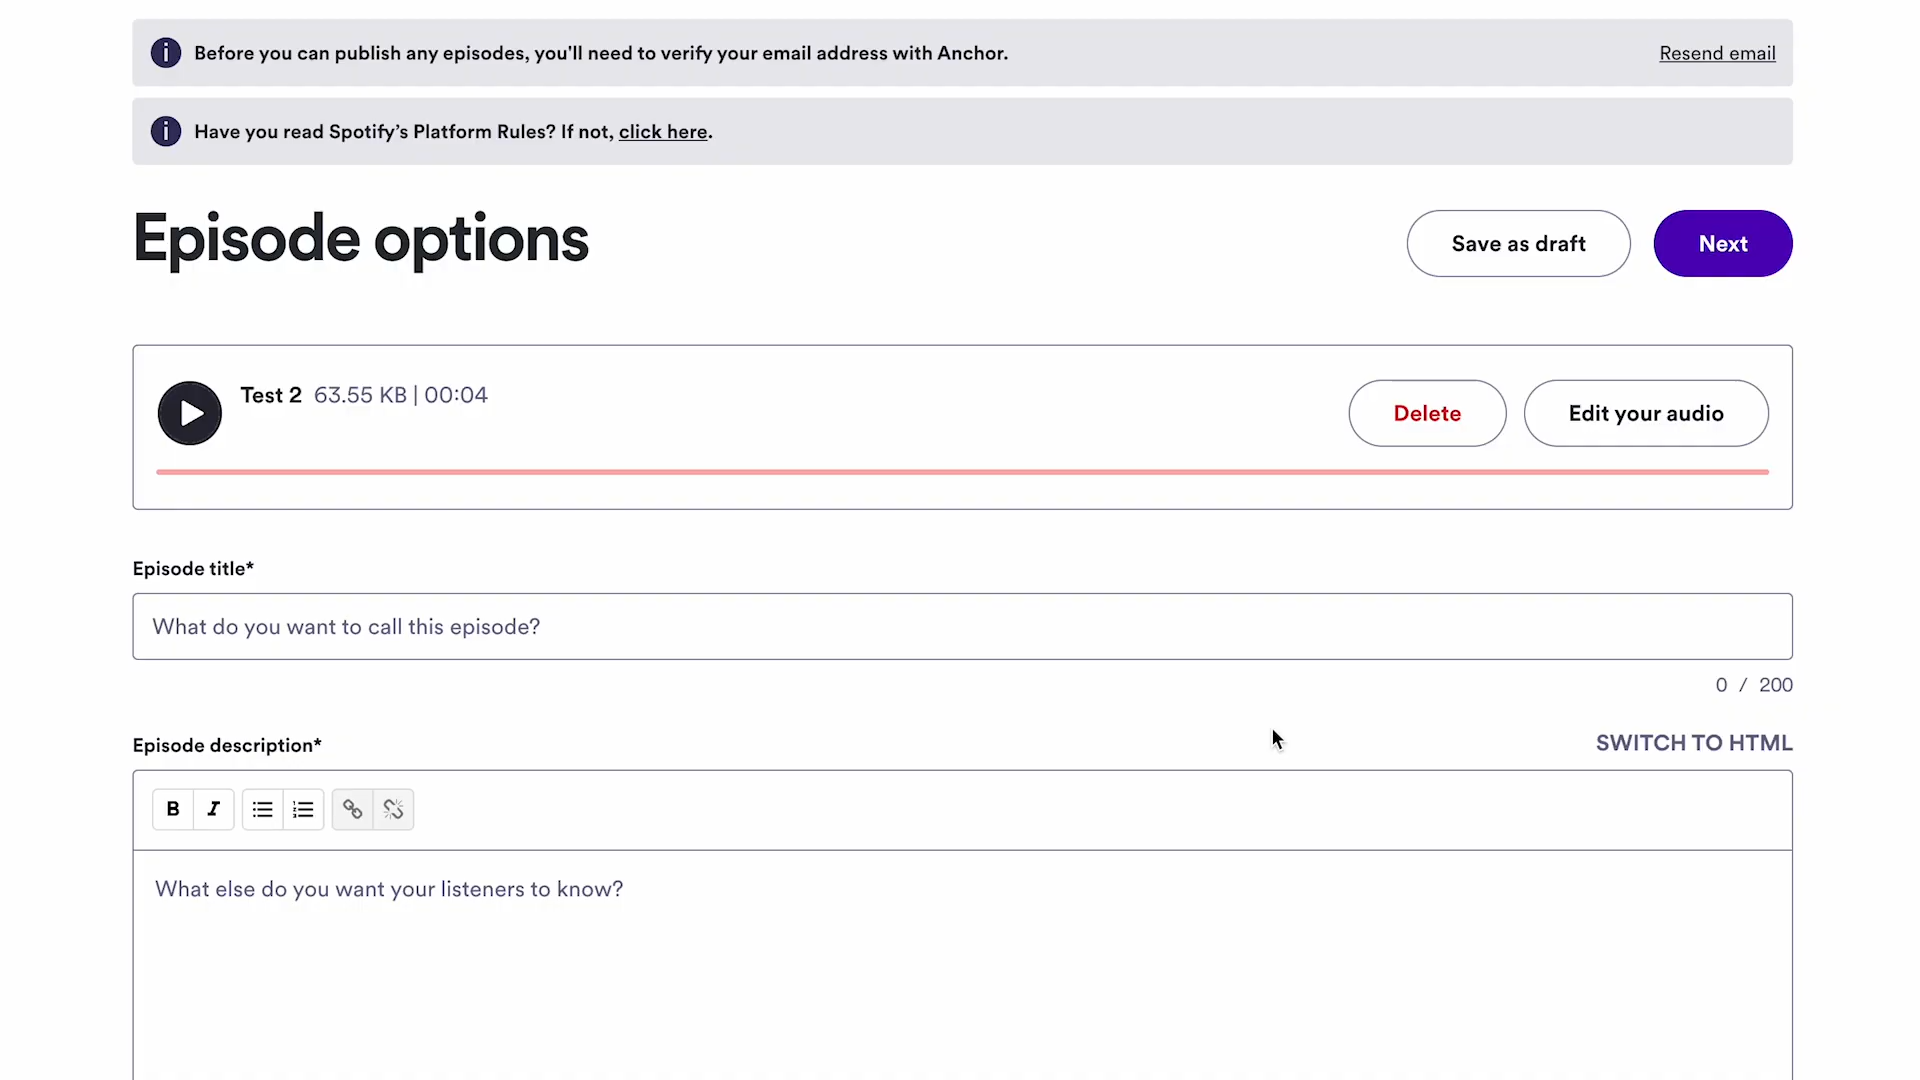 Before you can publish any episodes, you'll need to verify your email address with Anchor.
Resend email
Have you read Spotify’s Platform Rules? If not, click here.
Episode options
Save as draft
Next
Test 2 63.55 KB | 00:04
Delete
Edit your audio
Episode title*
What do you want to call this episode?
0 / 200
Episode description*
SWITCH TO HTML
B I
What else do you want your listeners to know?